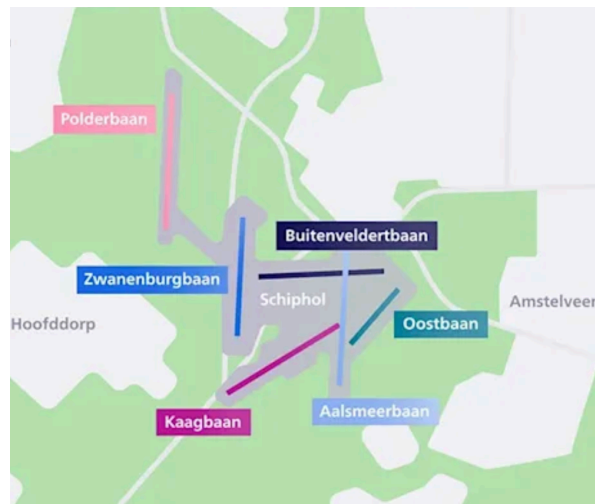 Polderbaan
Buitenveldertbaan
Zwanenburgbaan
Schiphol
Amstelveen
Hoofddorp
Oostbaan
Kaagbaan
Aalsmeerbaan